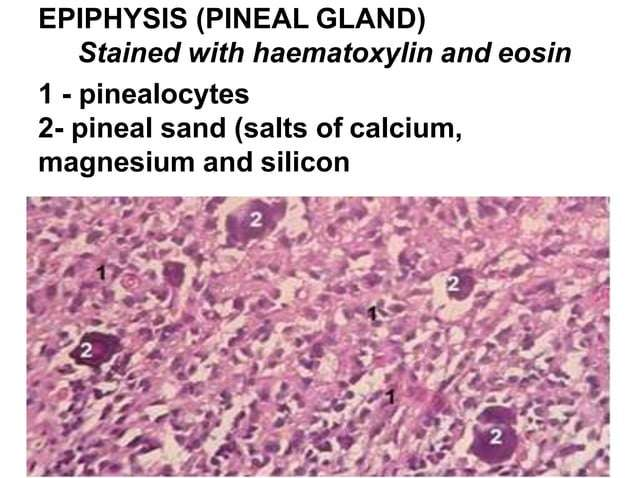 EPIPHYSIS (PINEAL GLAND)
Stained with haematoxylin and eosin
1 - pinealocytes
2- pineal sand (salts of calcium,
magnesium and silicon
2
1
2
1
2
1
2